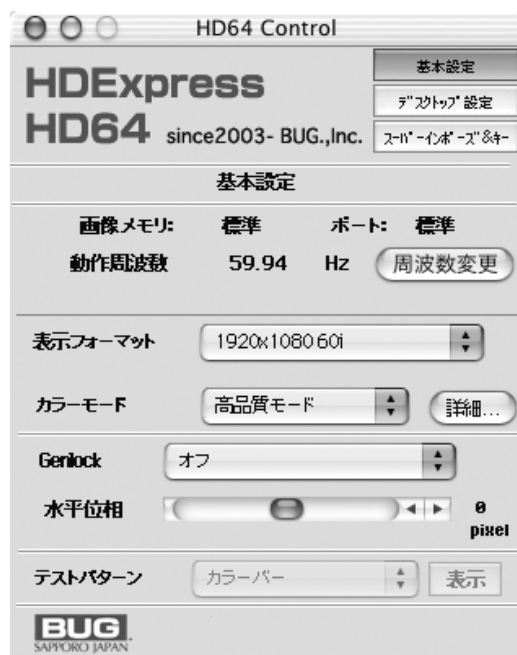 HD64 Control
HDExpress
HD64 since2003- BUG.,Inc.
基本設定
デスクトップ設定
スーパーインポーズ&キー
基本設定
画像メモリ: 標準 ボート: 標準
動作周波数 59.94 Hz 周波数変更
表示フォーマット 1920x1080 60i
カラーモード 高品質モード 詳細...
Genlock オフ
水平位相 0 pixel
テストパターン カラーバー 表示
BUG
SAPPORO JAPAN